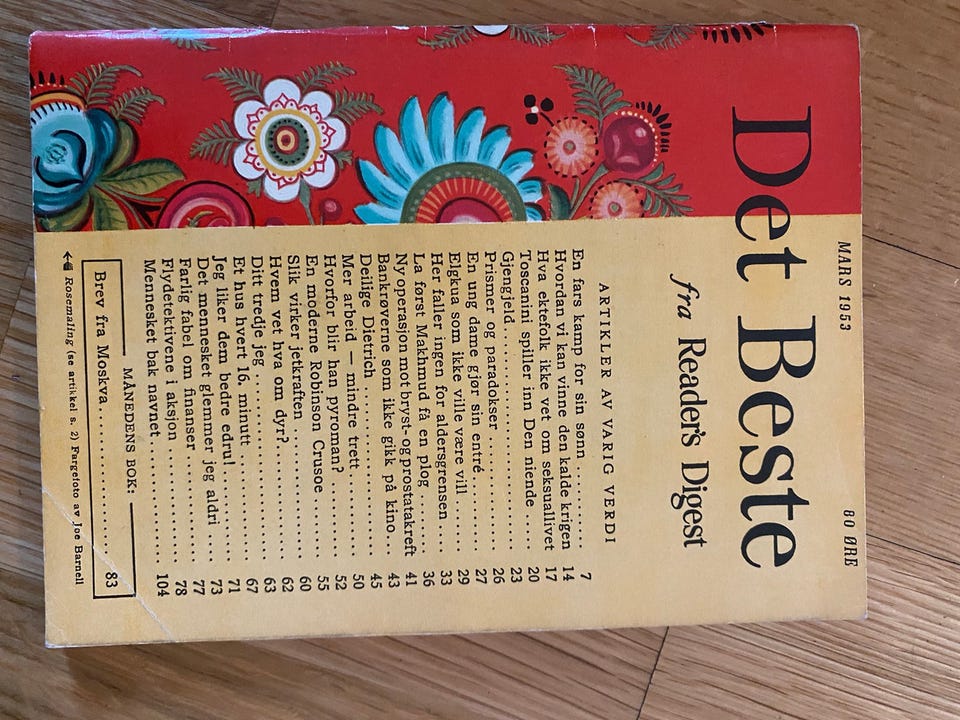 MARS 1953 80 ØRE
Det Beste
fra Reader's Digest
ARTIKLER AV VARIG VERDI
En fars kamp for sin sønn.......... 7
Hvordan vi kan vinne den kalde krigen 14
Hva ektefolk ikke vet om seksuallivet 17
Toscanini spiller inn Den niende .... 20
Gjengjeld.......................... 23
Prismer og paradokser .............. 26
En ung dame gjør sin entré.......... 27
Elgkua som ikke ville være vill ..... 29
Her faller ingen for aldersgrensen ... 33
La først Makhmud få en plog ........ 36
Ny operasjon mot bryst- og prostatakreft 41
Bankrøverne som ikke gikk på kino... 43
Deilige Dietrich.................... 45
Mer arbeid — mindre trett........... 50
Hvorfor blir han pyroman?........... 52
En moderne Robinson Crusoe ........ 55
Slik virker jetkraften ............... 60
Hvem vet hva om dyr?.............. 62
Ditt tredje jeg ..................... 63
Et hus hvert 16. minutt............. 67
Jeg liker dem bedre edru!........... 71
Det mennesket glemmer jeg aldri .... 73
Farlig fabel om finanser ............ 77
Flydetektivene i aksjon ............. 78
Mennesket bak navnet.............. 104
MÅNEDENS BOK:
Brev fra Moskva.................. 83
Rosemaling (se artikkel s. 2) Fargefoto av Joe Barnell